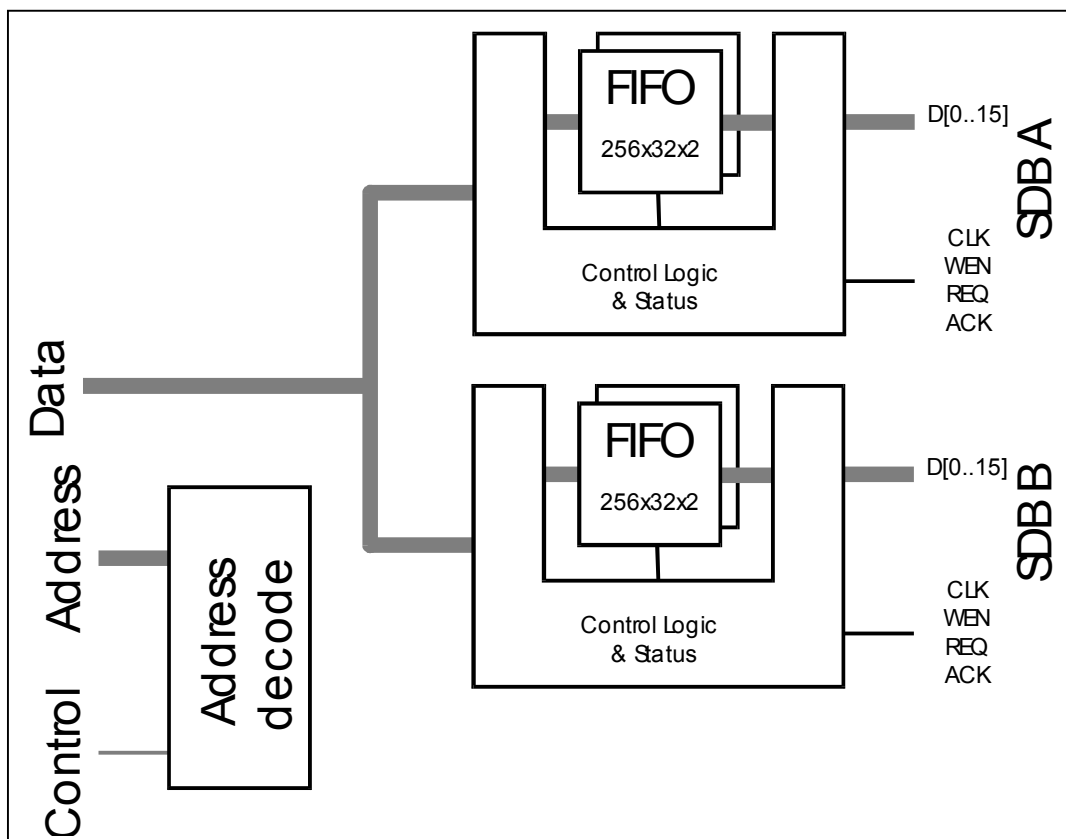 FIFO
256x32x2
Control Logic
& Status
D[0..15]
CLK
WEN
REQ
ACK
SDB A
Data
Address
Control
Address
decode
FIFO
256x32x2
Control Logic
& Status
D[0..15]
CLK
WEN
REQ
ACK
SDB B